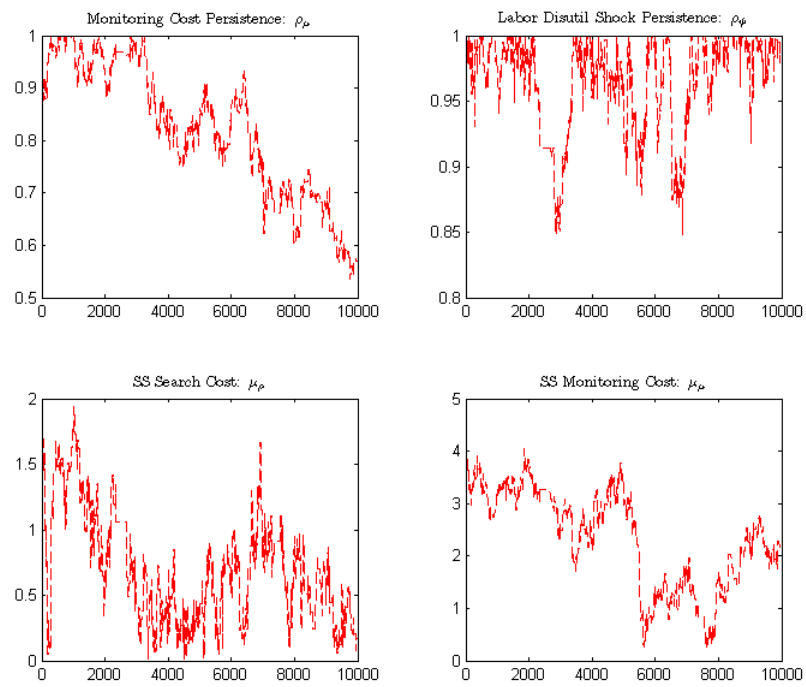 Monitoring Cost Persistence: ρμ
1
0.9
0.8
0.7
0.6
0.5
0 2000 4000 6000 8000 10000
Labor Disutil Shock Persistence: ρφ
1
0.95
0.9
0.85
0.8
0 2000 4000 6000 8000 10000
SS Search Cost: μρ
2
1.5
1
0.5
0
0 2000 4000 6000 8000 10000
SS Monitoring Cost: μμ
5
4
3
2
1
0
0 2000 4000 6000 8000 10000